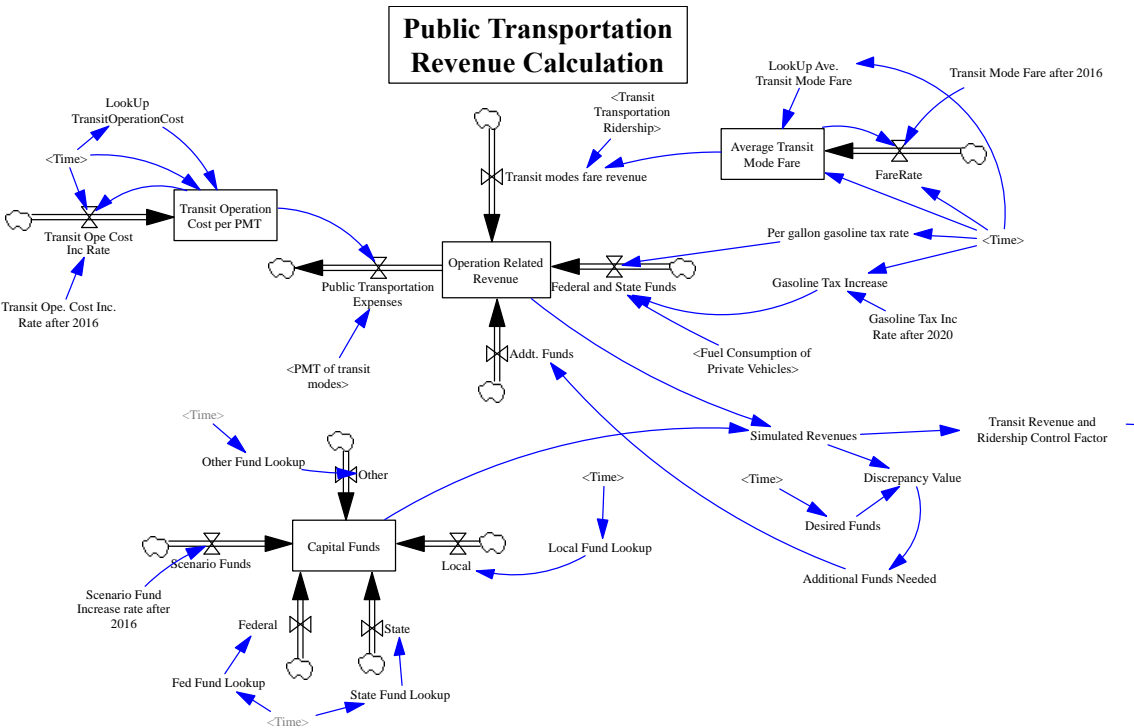 Public Transportation
Revenue Calculation
LookUp
TransitOperationCost
<Time>
Transit Operation
Cost per PMT
Transit Ope Cost
Inc Rate
Transit Ope. Cost Inc.
Rate after 2016
<Transit
Transportation
Ridership>
Transit modes fare revenue
LookUp Ave.
Transit Mode Fare
Transit Mode Fare after 2016
Average Transit
Mode Fare
FareRate
Per gallon gasoline tax rate
<Time>
Operation Related
Revenue
Public Transportation
Expenses
Federal and State Funds
Gasoline Tax Increase
Gasoline Tax Inc
Rate after 2020
<PMT of transit
modes>
Addt. Funds
<Fuel Consumption of
Private Vehicles>
<Time>
Other Fund Lookup
Other
Simulated Revenues
Transit Revenue and
Ridership Control Factor
<Time>
<Time>
Discrepancy Value
Desired Funds
Capital Funds
Scenario Funds
Local
Local Fund Lookup
Additional Funds Needed
Scenario Fund
Increase rate after
2016
Federal
State
Fed Fund Lookup
State Fund Lookup
<Time>